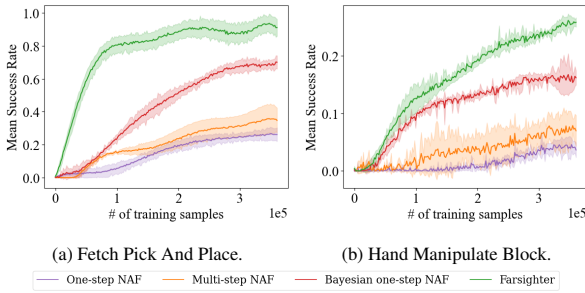 Mean Success Rate
1.0
0.8
0.6
0.4
0.2
0.0
0
1
2
3
1e5
# of training samples
Mean Success Rate
0.2
0.1
0.0
0
1
2
3
1e5
# of training samples
(a) Fetch Pick And Place.
(b) Hand Manipulate Block.
One-step NAF
Multi-step NAF
Bayesian one-step NAF
Farsighter